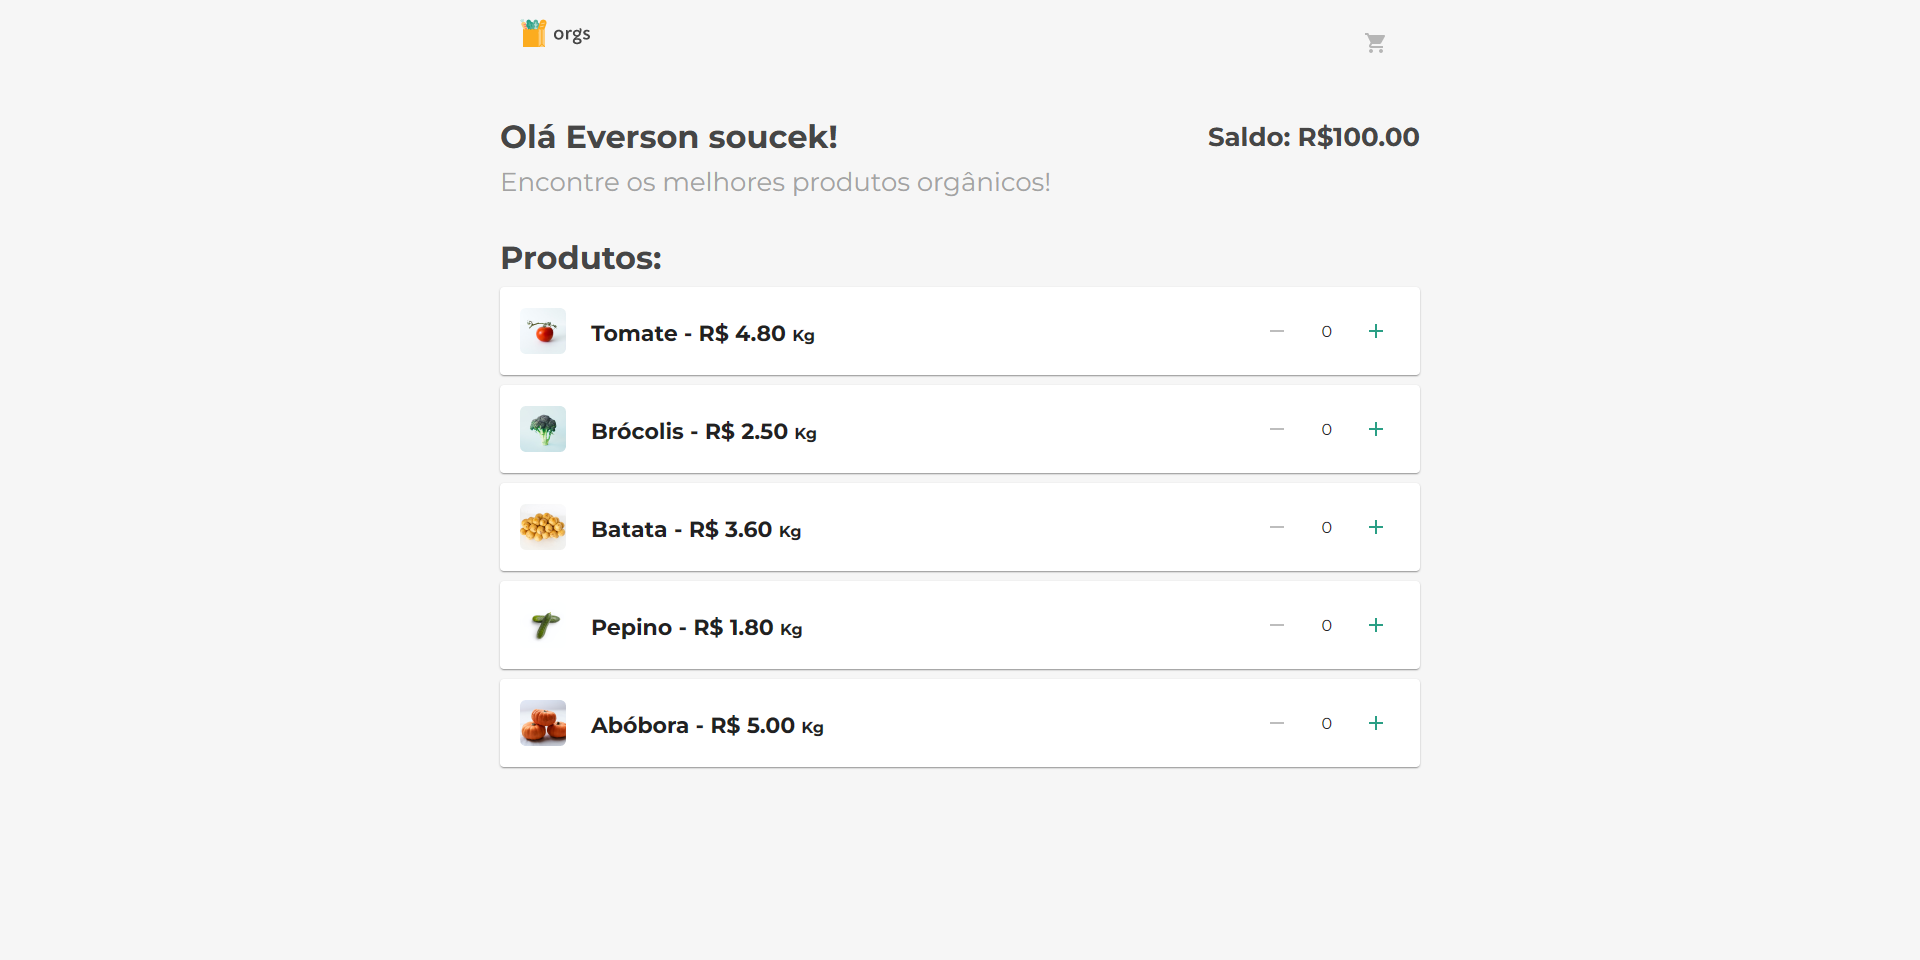 orgs
Olá Everson soucek!
Saldo: R$100.00
Encontre os melhores produtos orgânicos!
Produtos:
Tomate - R$ 4.80 Kg
0
Brócolis - R$ 2.50 Kg
0
Batata - R$ 3.60 Kg
0
Pepino - R$ 1.80 Kg
0
Abóbora - R$ 5.00 Kg
0